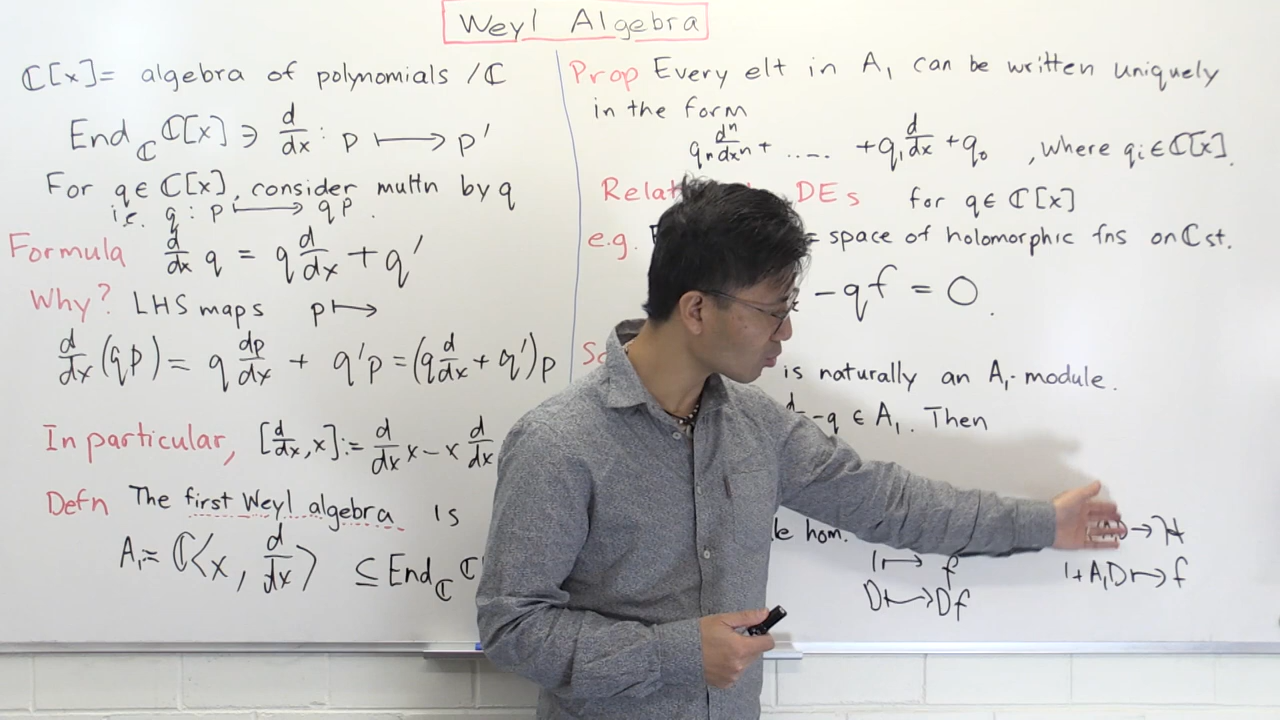 Weyl Algebra
ℂ[x]= algebra of polynomials /ℂ
End_ℂ ℂ[x] ∋ d/dx : p ⟼ p'
For q∈ℂ[x], consider multn by q
i.e. q : p ⟼ qp.
Formula d/dx q = q d/dx + q'
Why? LHS maps p⟼
d/dx (qp) = q dp/dx + q'p = (q d/dx + q')p
In particular, [d/dx, x] := d/dx x - x d/dx
Defn The first Weyl algebra is
A₁ = ℂ⟨x, d/dx⟩ ⊆ End_ℂ ℂ
Prop Every elt in A₁ can be written uniquely
in the form
qₙ dⁿ/dxⁿ + ..... + q₁ d/dx + q₀ , where qᵢ∈ℂ[x].
DEs for q∈ℂ[x]
e.g. = space of holomorphic fns on ℂ st.
-qf = 0.
is naturally an A₁-module.
-q ∈ A₁. Then
hom.
1 ⟼ f
D ⟼ Df
→ H
1+A₁D ⟼ f